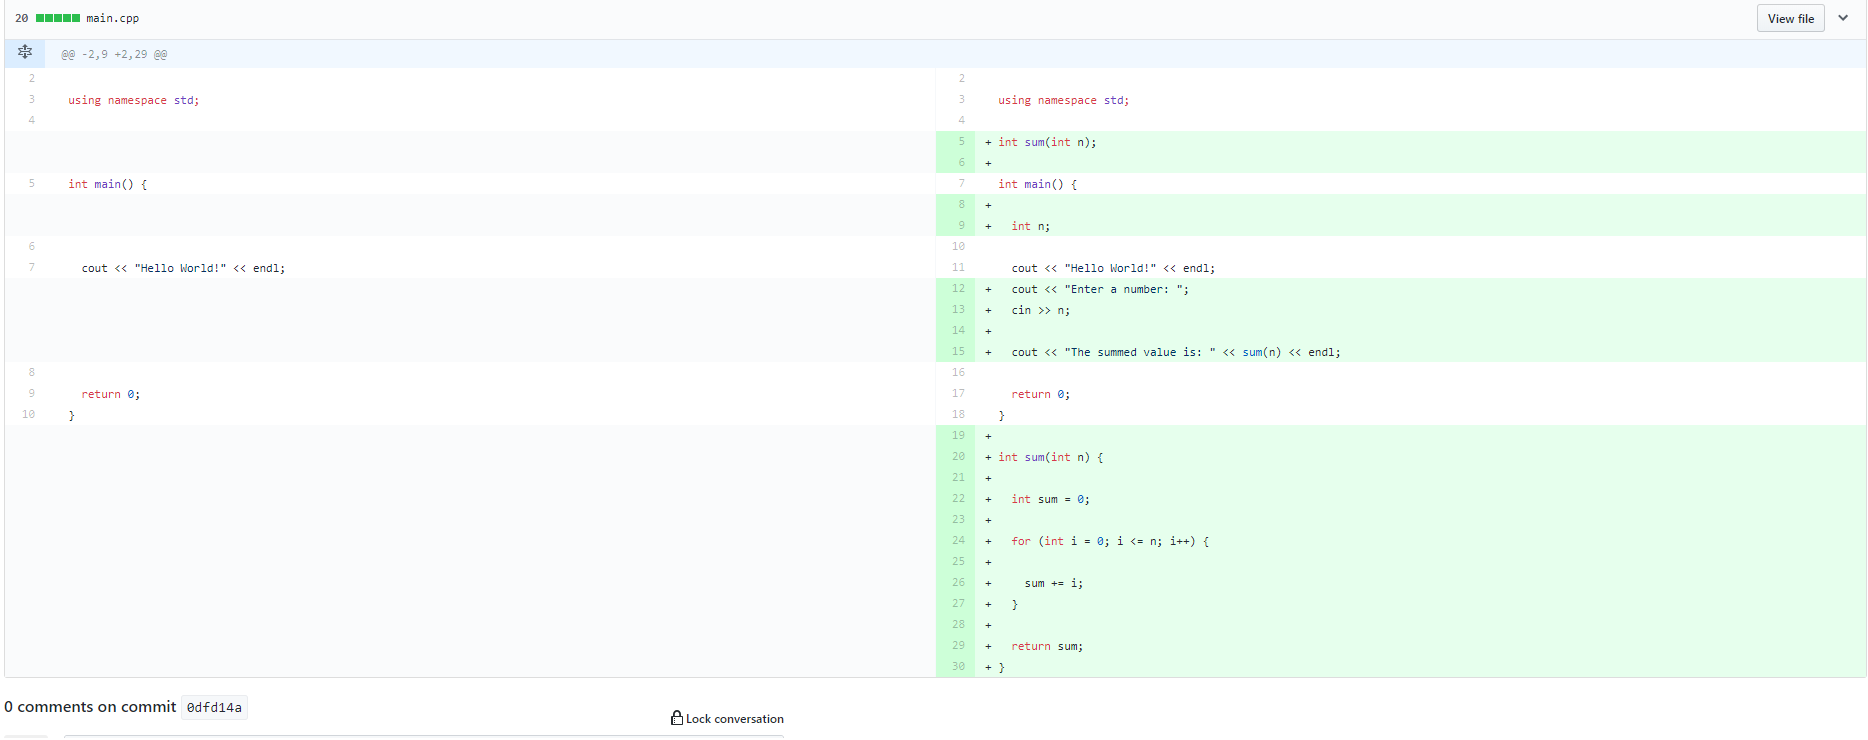 20 main.cpp View file
@@ -2,9 +2,29 @@
2 2
3 using namespace std; 3 using namespace std;
4 4
5 + int sum(int n);
6 +
5 int main() { 7 int main() {
8 +
9 + int n;
6 10
7 cout << "Hello World!" << endl; 11 cout << "Hello World!" << endl;
12 + cout << "Enter a number: ";
13 + cin >> n;
14 +
15 + cout << "The summed value is: " << sum(n) << endl;
8 16
9 return 0; 17 return 0;
10 } 18 }
19 +
20 + int sum(int n) {
21 +
22 + int sum = 0;
23 +
24 + for (int i = 0; i <= n; i++) {
25 +
26 + sum += i;
27 + }
28 +
29 + return sum;
30 + }
0 comments on commit 0dfd14a
Lock conversation